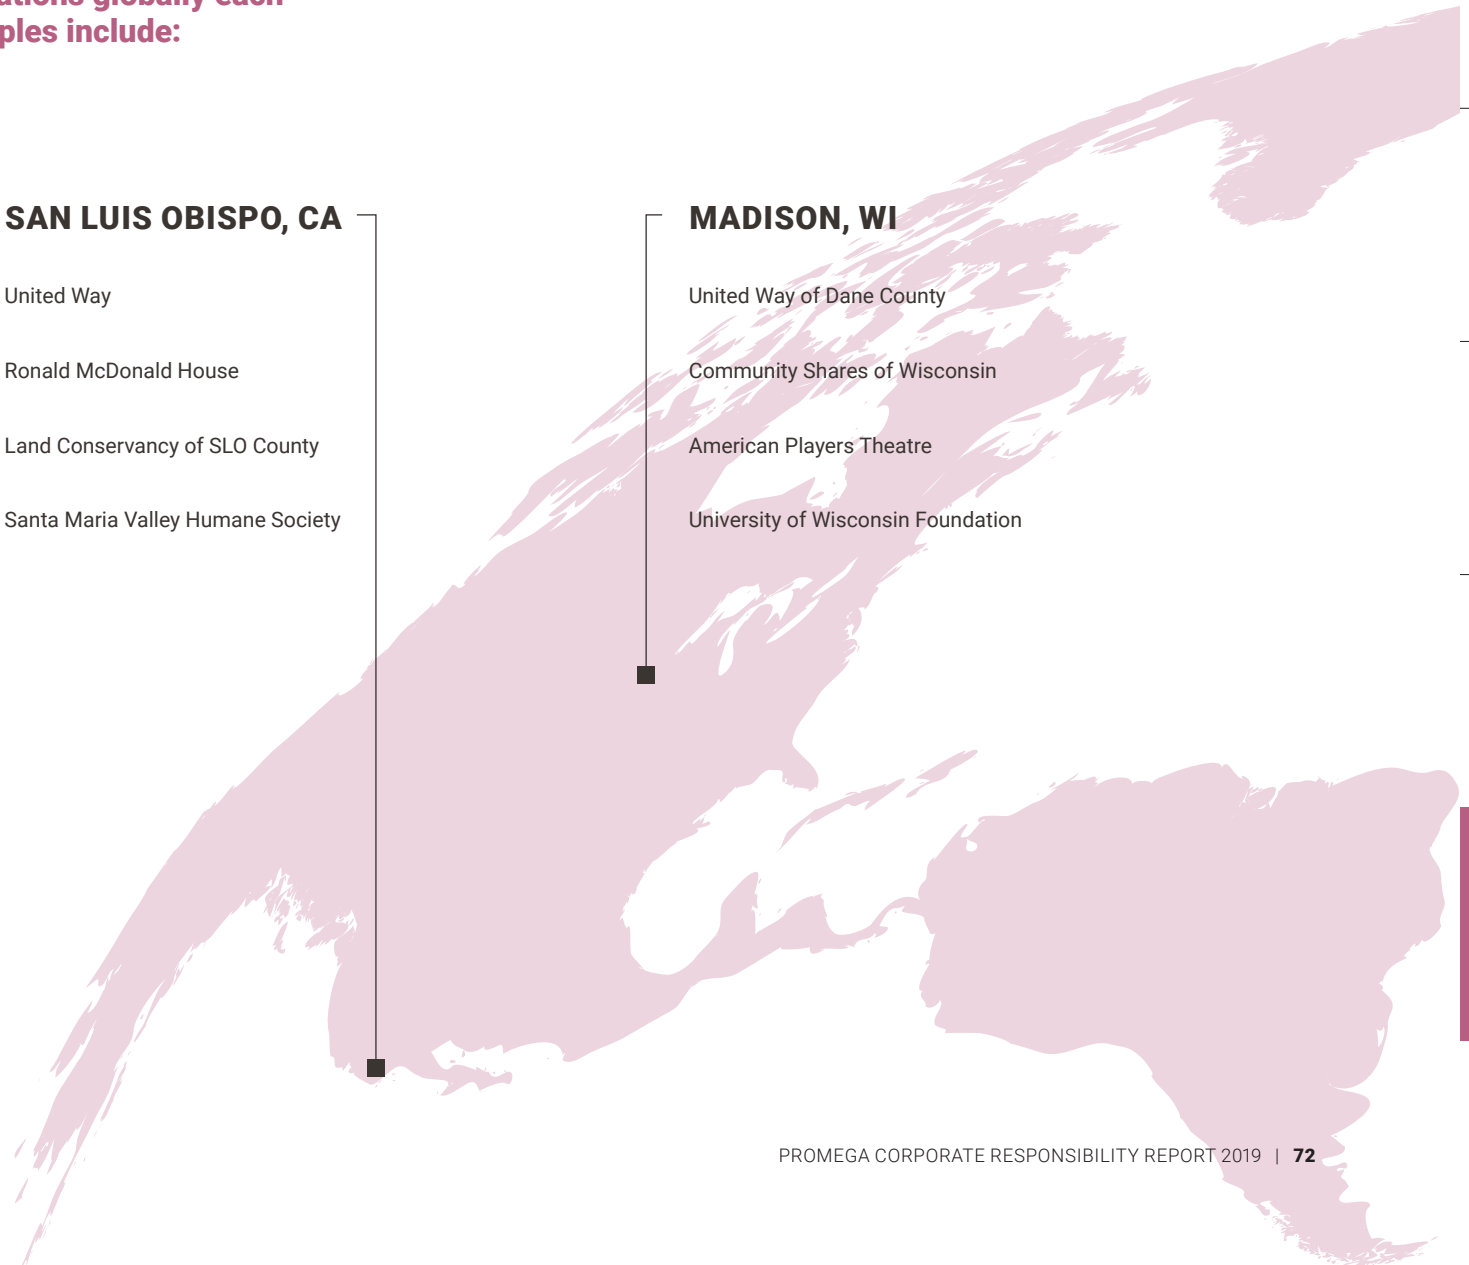 globally each
include:
SAN LUIS OBISPO, CA
United Way
Ronald McDonald House
Land Conservancy of SLO County
Santa Maria Valley Humane Society
MADISON, WI
United Way of Dane County
Community Shares of Wisconsin
American Players Theatre
University of Wisconsin Foundation
PROMEGA CORPORATE RESPONSIBILITY REPORT 2019 | 72